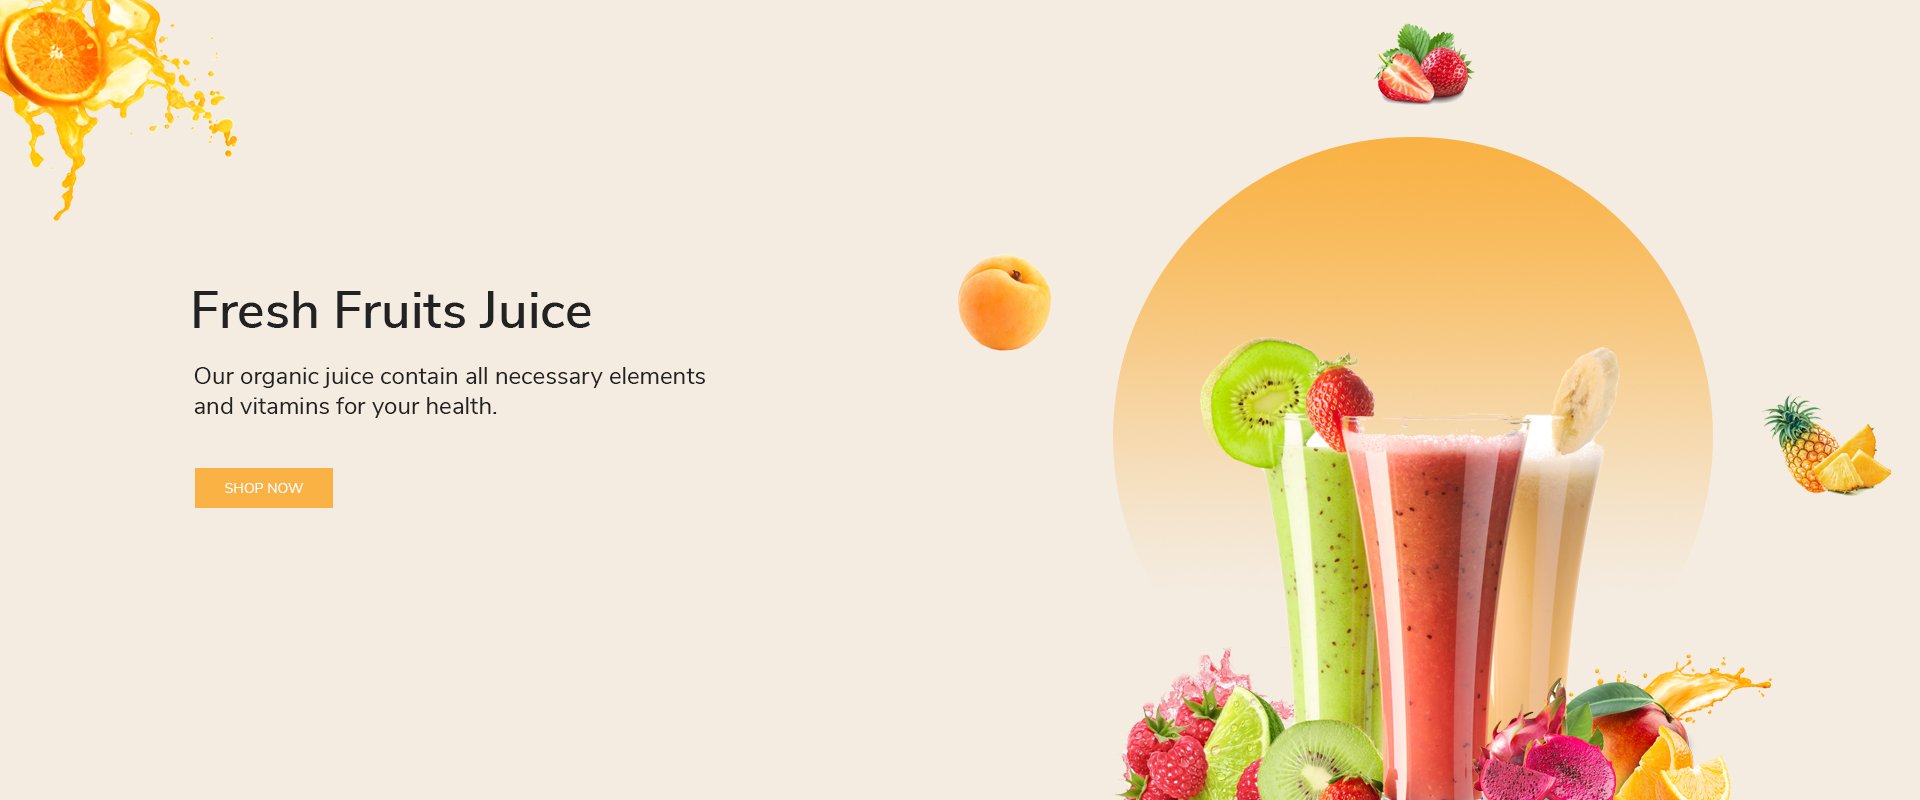 Fresh Fruits Juice
Our organic juice contain all necessary elements
and vitamins for your health.
SHOP NOW